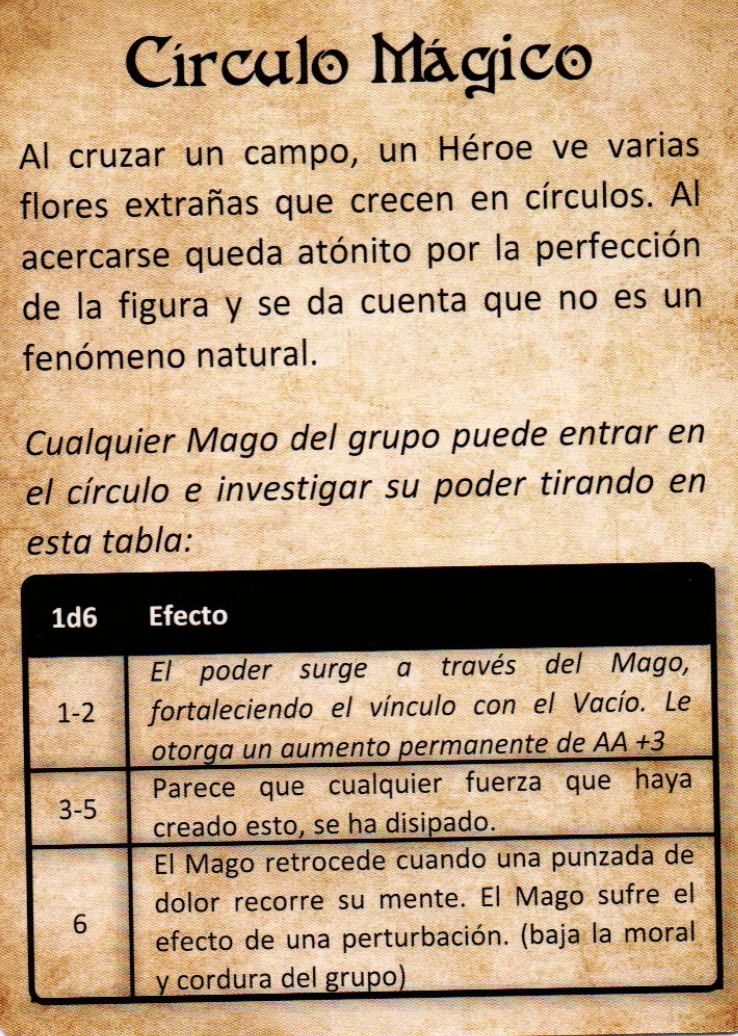 Círculo Mágico
Al cruzar un campo, un Héroe ve varias
flores extrañas que crecen en círculos. Al
acercarse queda atónito por la perfección
de la figura y se da cuenta que no es un
fenómeno natural.
Cualquier Mago del grupo puede entrar en
el círculo e investigar su poder tirando en
esta tabla:
1d6 Efecto
1-2
El poder surge a través del Mago,
fortaleciendo el vínculo con el Vacío. Le
otorga un aumento permanente de AA +3
3-5
Parece que cualquier fuerza que haya
creado esto, se ha disipado.
6
El Mago retrocede cuando una punzada de
dolor recorre su mente. El Mago sufre el
efecto de una perturbación. (baja la moral
y cordura del grupo)